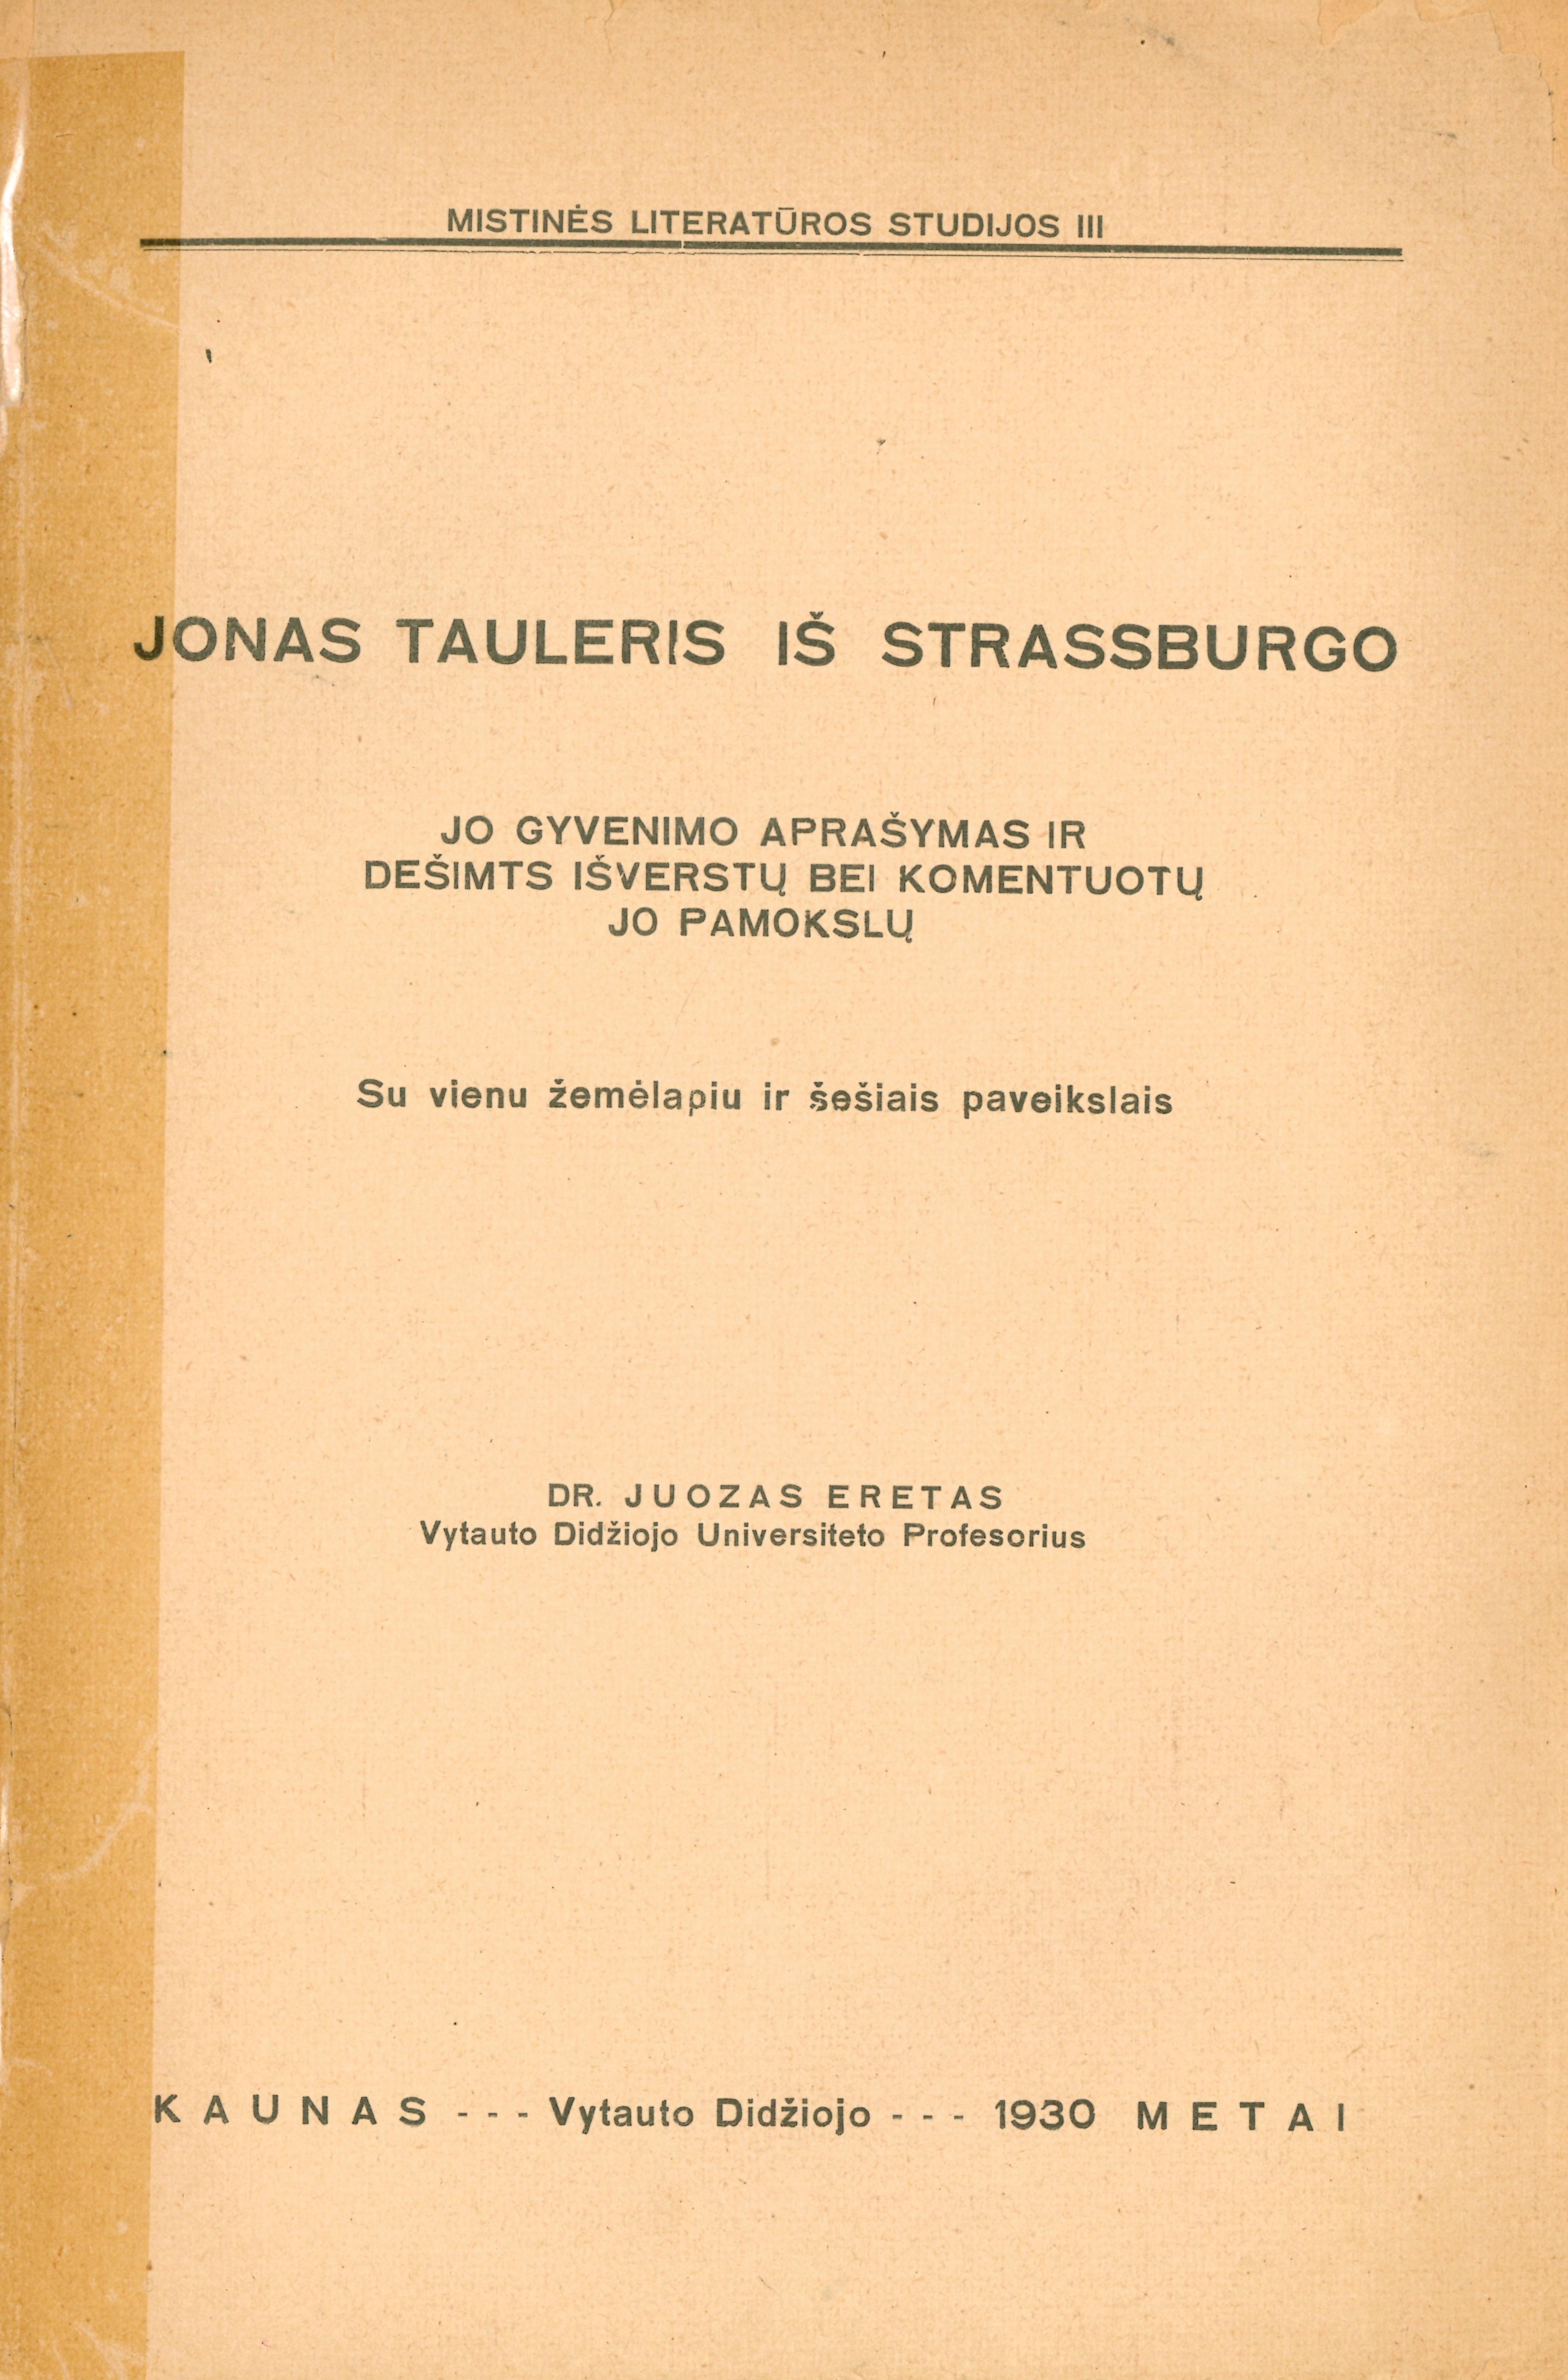 MISTINĖS LITERATŪROS STUDIJOS III
JONAS TAULERIS IŠ STRASSBURGO
JO GYVENIMO APRAŠYMAS IR
DEŠIMTS IŠVERSTŲ BEI KOMENTUOTŲ
JO PAMOKSLŲ
Su vienu žemėlapiu ir šešiais paveikslais
DR. JUOZAS ERETAS
Vytauto Didžiojo Universiteto Profesorius
KAUNAS --- Vytauto Didžiojo --- 1930 METAI